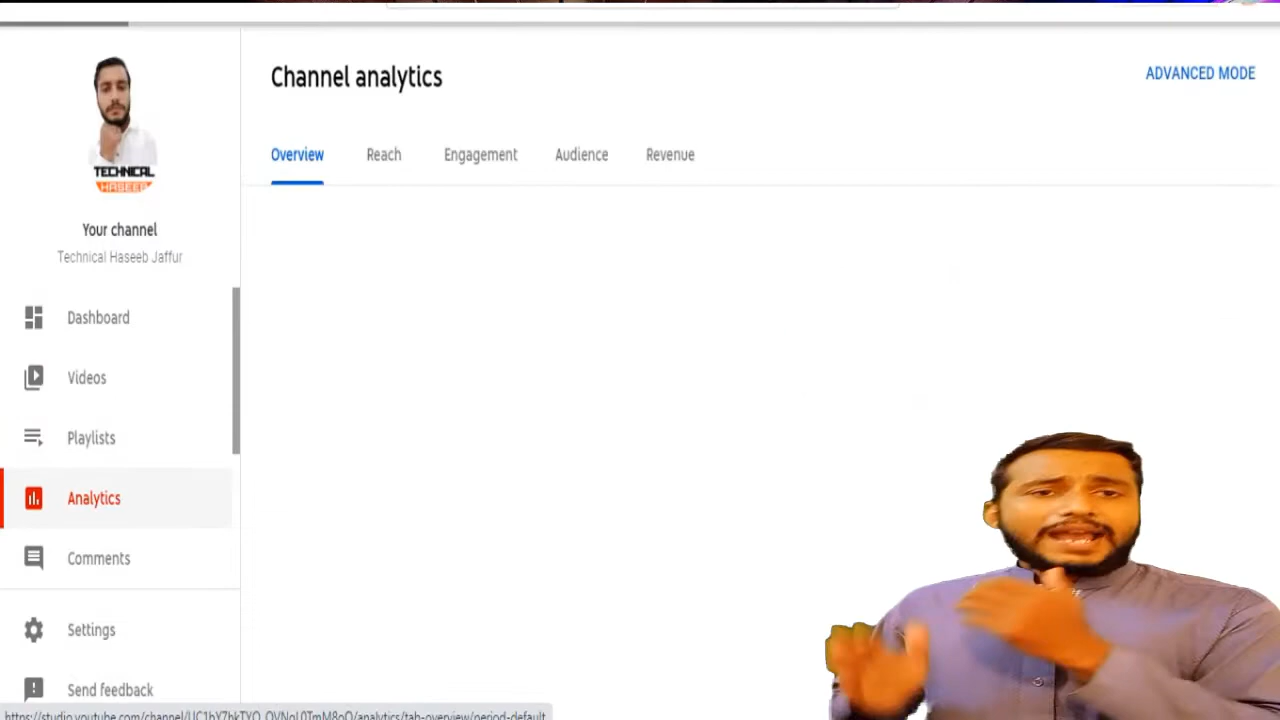 Channel analytics
ADVANCED MODE
Overview
Reach
Engagement
Audience
Revenue
TECHNICAL
HASEEB
Your channel
Technical Haseeb Jaffur
Dashboard
Videos
Playlists
Analytics
Comments
Settings
Send feedback